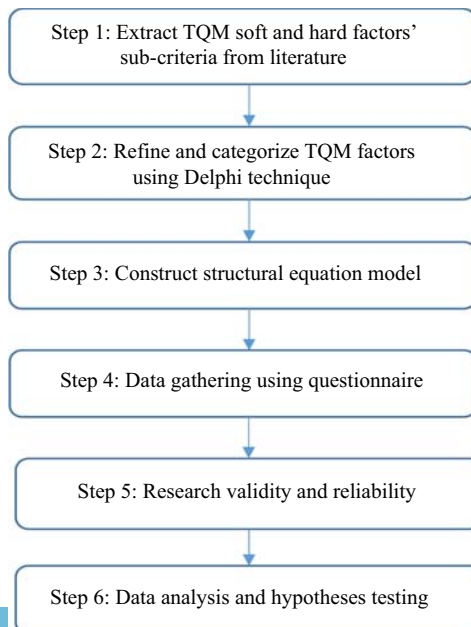 Step 1: Extract TQM soft and hard factors’
sub-criteria from literature
Step 2: Refine and categorize TQM factors
using Delphi technique
Step 3: Construct structural equation model
Step 4: Data gathering using questionnaire
Step 5: Research validity and reliability
Step 6: Data analysis and hypotheses testing